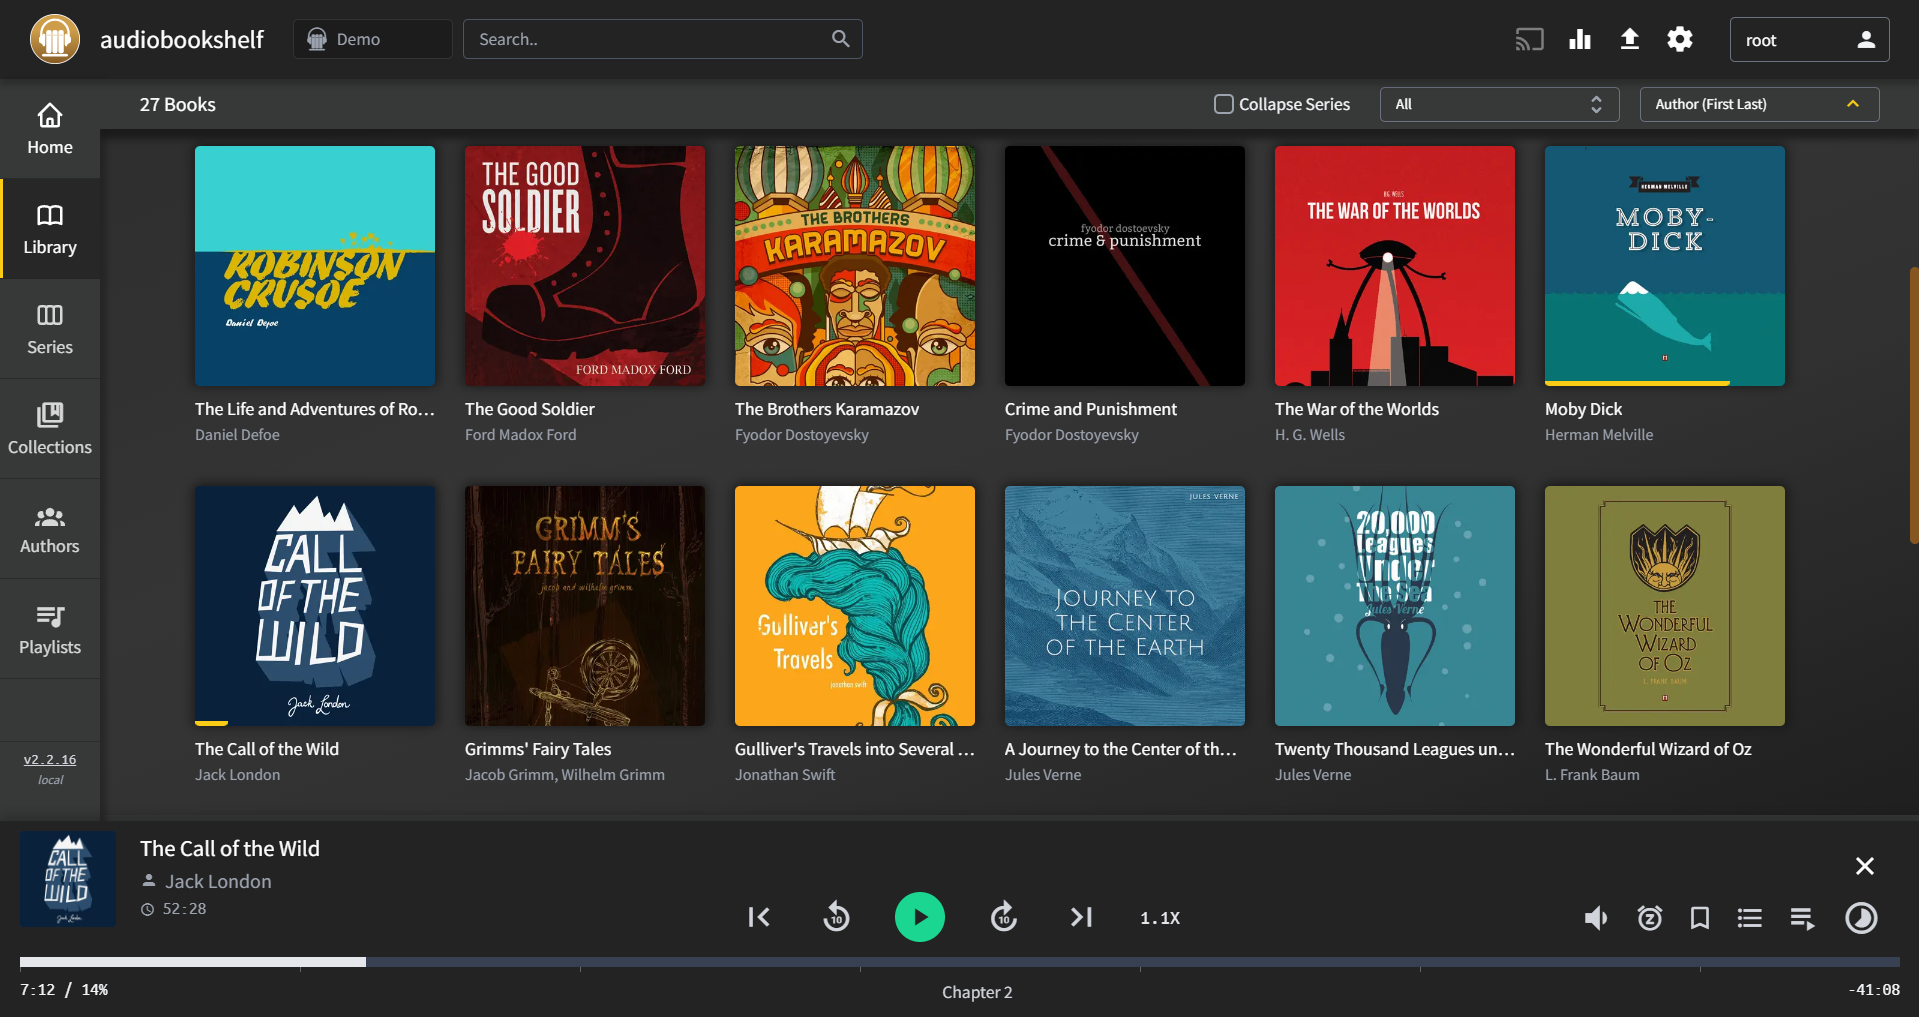 audiobookshelf
Demo
Search..
root
Home
Library
Series
Collections
Authors
Playlists
v2.2.16
local
27 Books
Collapse Series
All
Author (First Last)
ROBINSON
CRUSOE
Daniel Defoe
The Life and Adventures of Ro...
Daniel Defoe
THE GOOD
SOLDIER
FORD MADOX FORD
The Good Soldier
Ford Madox Ford
THE BROTHERS
KARAMAZOV
The Brothers Karamazov
Fyodor Dostoyevsky
fyodor dostoevsky
crime & punishment
Crime and Punishment
Fyodor Dostoyevsky
H.G. WELLS
THE WAR OF THE WORLDS
The War of the Worlds
H. G. Wells
HERMAN MELVILLE
MOBY-
DICK
Moby Dick
Herman Melville
CALL
OF THE
WILD
Jack London
The Call of the Wild
Jack London
GRIMM'S
FAIRY TALES
jacob and wilhelm grimm
Grimms' Fairy Tales
Jacob Grimm, Wilhelm Grimm
Gulliver's
Travels
jonathan swift
Gulliver's Travels into Several ...
Jonathan Swift
JULES VERNE
JOURNEY TO
THE CENTER
OF THE EARTH
A Journey to the Center of th...
Jules Verne
20,000
Leagues
Under
The Sea
Jules Verne
Twenty Thousand Leagues un...
Jules Verne
THE
WONDERFUL
WIZARD
OF OZ
L. FRANK BAUM
The Wonderful Wizard of Oz
L. Frank Baum
CALL
OF THE
WILD
Jack London
The Call of the Wild
Jack London
52:28
10
10
1.1X
7:12 / 14%
Chapter 2
-41:08